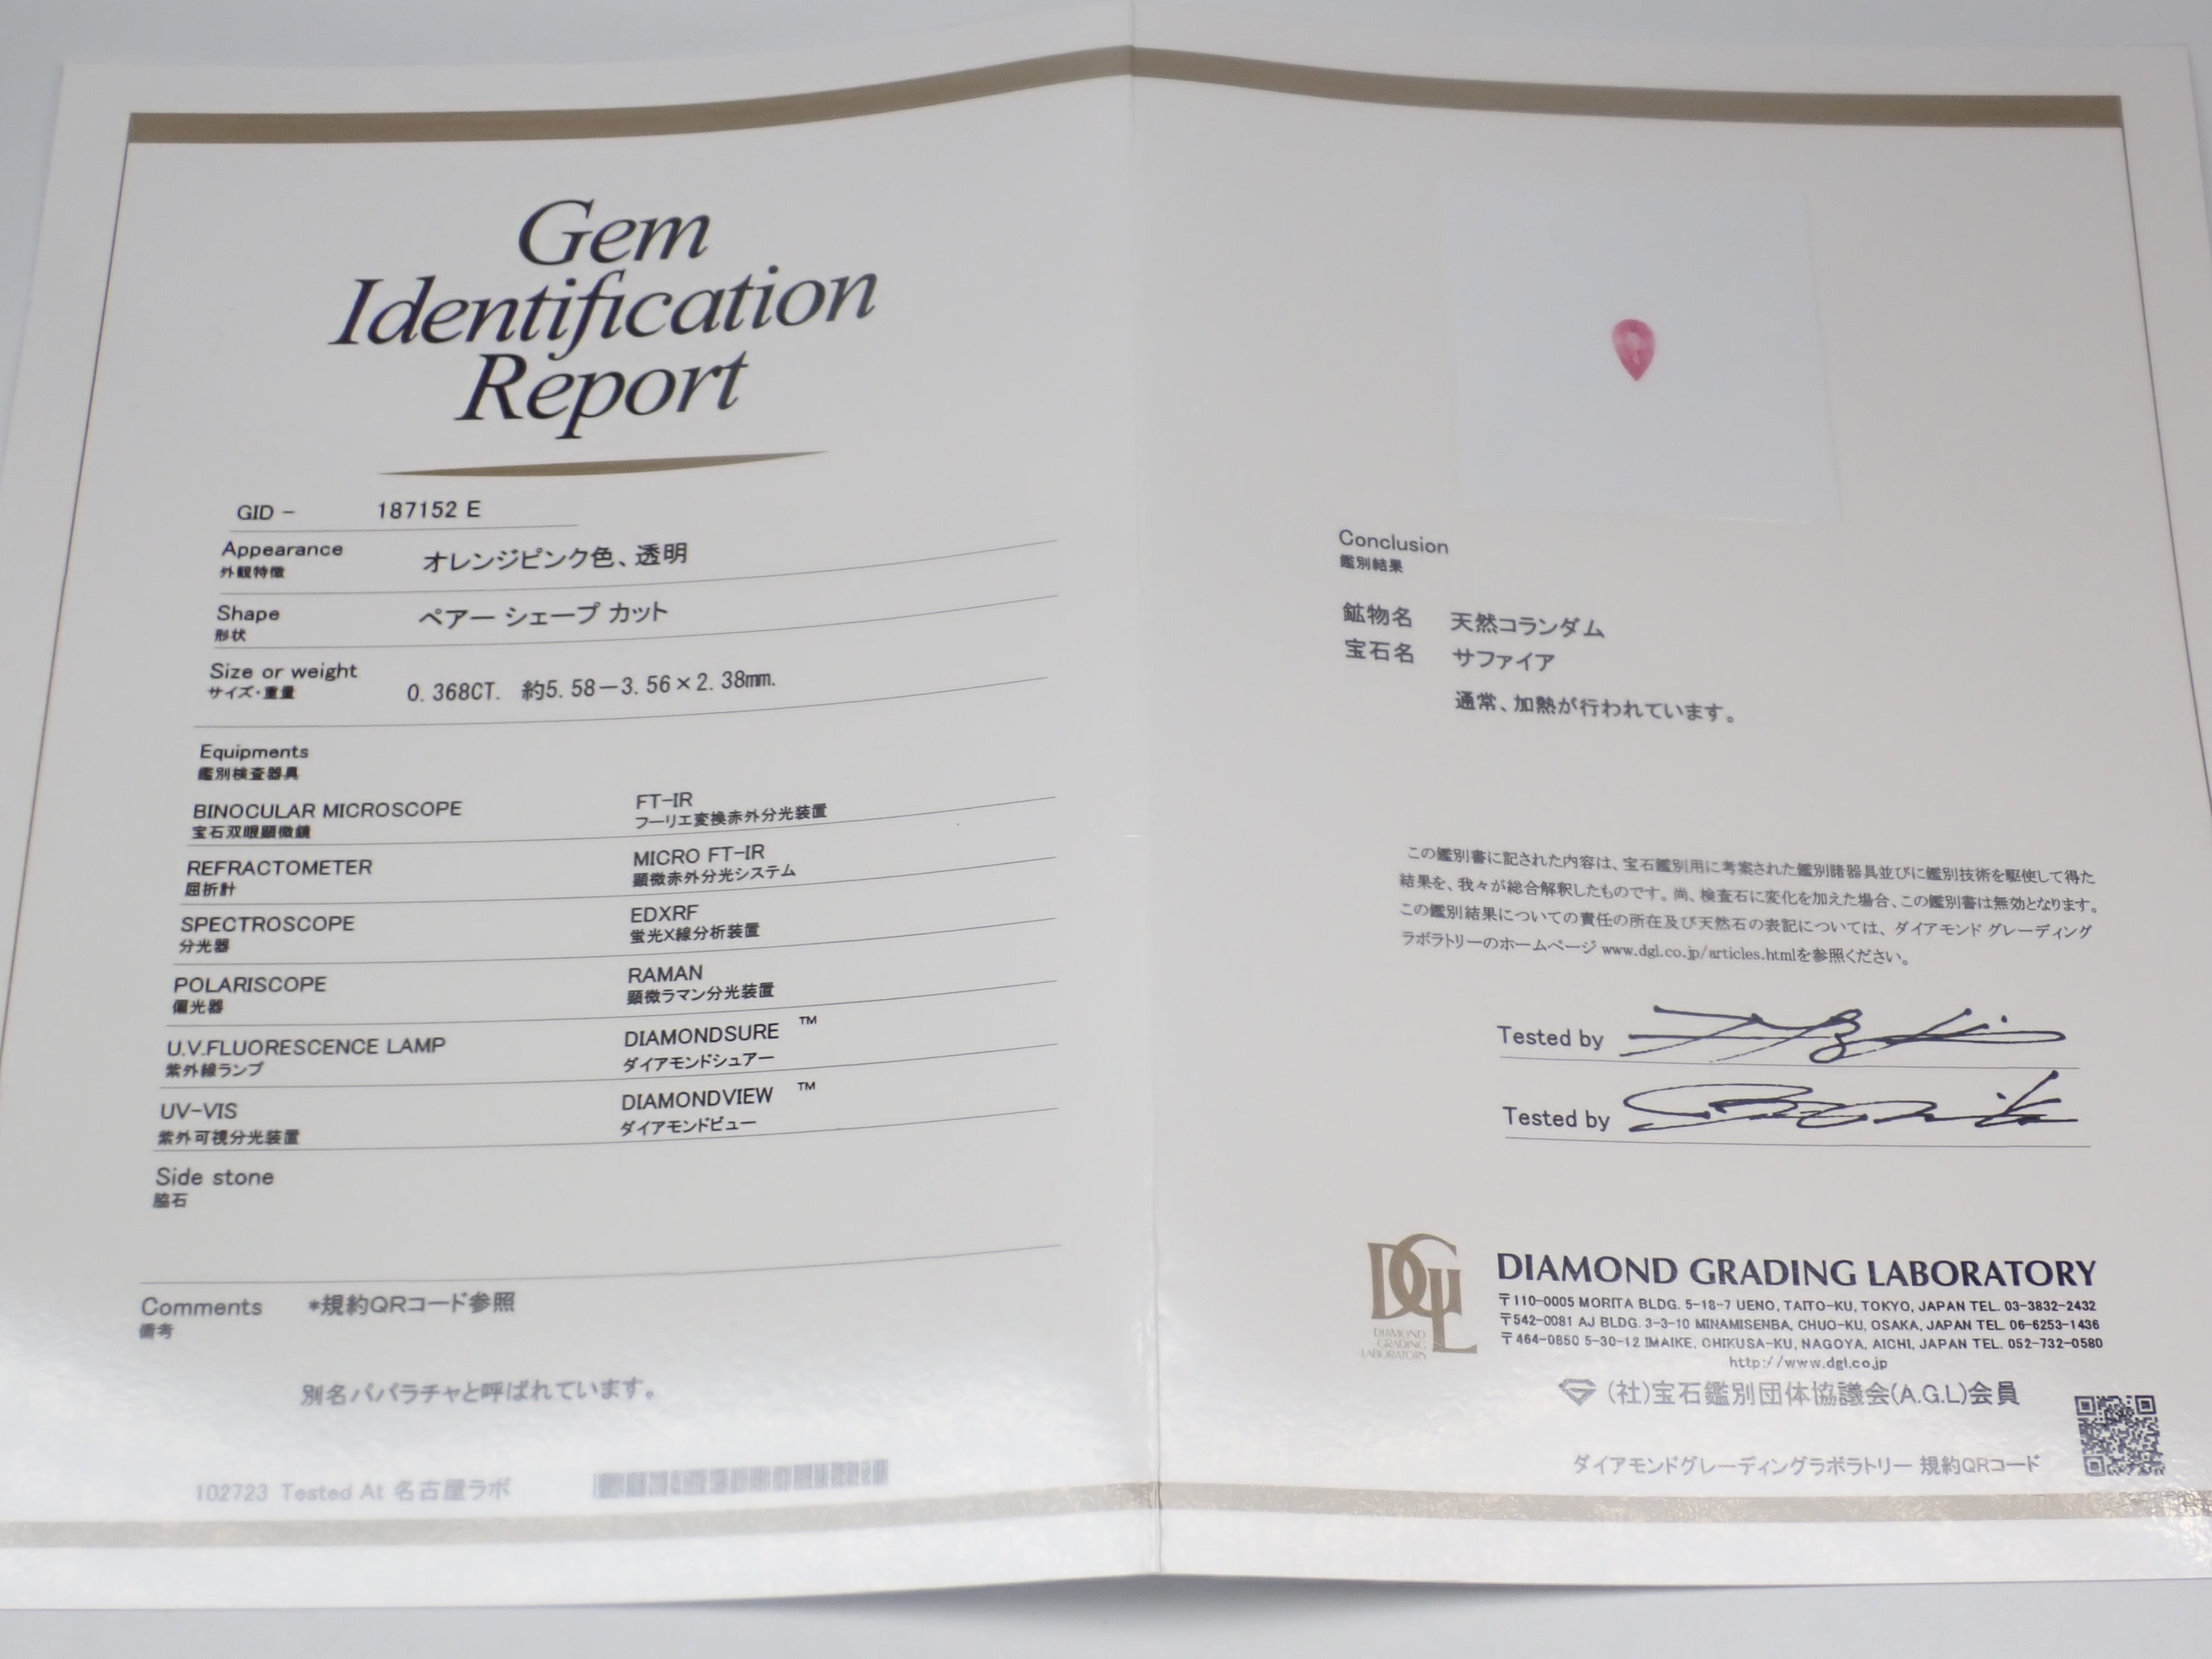 Gem
Identification
Report
GID - 187152 E
Appearance オレンジピンク色、透明
外観特徴
Shape ペアー シェープ カット
形状
Size or weight 0.368CT. 約5.58-3.56×2.38mm.
サイズ・重量
Equipments
鑑別検査器具
BINOCULAR MICROSCOPE
宝石双眼顕微鏡
REFRACTOMETER
屈折計
SPECTROSCOPE
分光器
POLARISCOPE
偏光器
U.V.FLUORESCENCE LAMP
紫外線ランプ
UV-VIS
紫外可視分光装置
FT-IR
フーリエ変換赤外分光装置
MICRO FT-IR
顕微赤外分光システム
EDXRF
蛍光X線分析装置
RAMAN
顕微ラマン分光装置
DIAMONDSURE ™
ダイアモンドシュアー
DIAMONDVIEW ™
ダイアモンドビュー
Side stone
脇石
Comments *規約QRコード参照
備考
別名パパラチャと呼ばれています。
102723 Tested At 名古屋ラボ
Conclusion
鑑別結果
鉱物名 天然コランダム
宝石名 サファイア
通常、加熱が行われています。
この鑑別書に記された内容は、宝石鑑別用に考案された鑑別諸器具並びに鑑別技術を駆使して得た
結果を、我々が総合解釈したものです。尚、検査石に変化を加えた場合、この鑑別書は無効となります。
この鑑別結果についての責任の所在及び天然石の表記については、ダイアモンド グレーディング
ラボラトリーのホームページ www.dgl.co.jp/articles.htmlを参照ください。
Tested by
Tested by
DGL
DIAMOND
GRADING
LABORATORY
DIAMOND GRADING LABORATORY
〒110-0005 MORITA BLDG. 5-18-7 UENO, TAITO-KU, TOKYO, JAPAN TEL. 03-3832-2432
〒542-0081 AJ BLDG. 3-3-10 MINAMISENBA, CHUO-KU, OSAKA, JAPAN TEL. 06-6253-1436
〒464-0850 5-30-12 IMAIKE, CHIKUSA-KU, NAGOYA, AICHI, JAPAN TEL. 052-732-0580
http://www.dgl.co.jp
(社)宝石鑑別団体協議会(A.G.L)会員
ダイアモンドグレーディングラボラトリー 規約QRコード